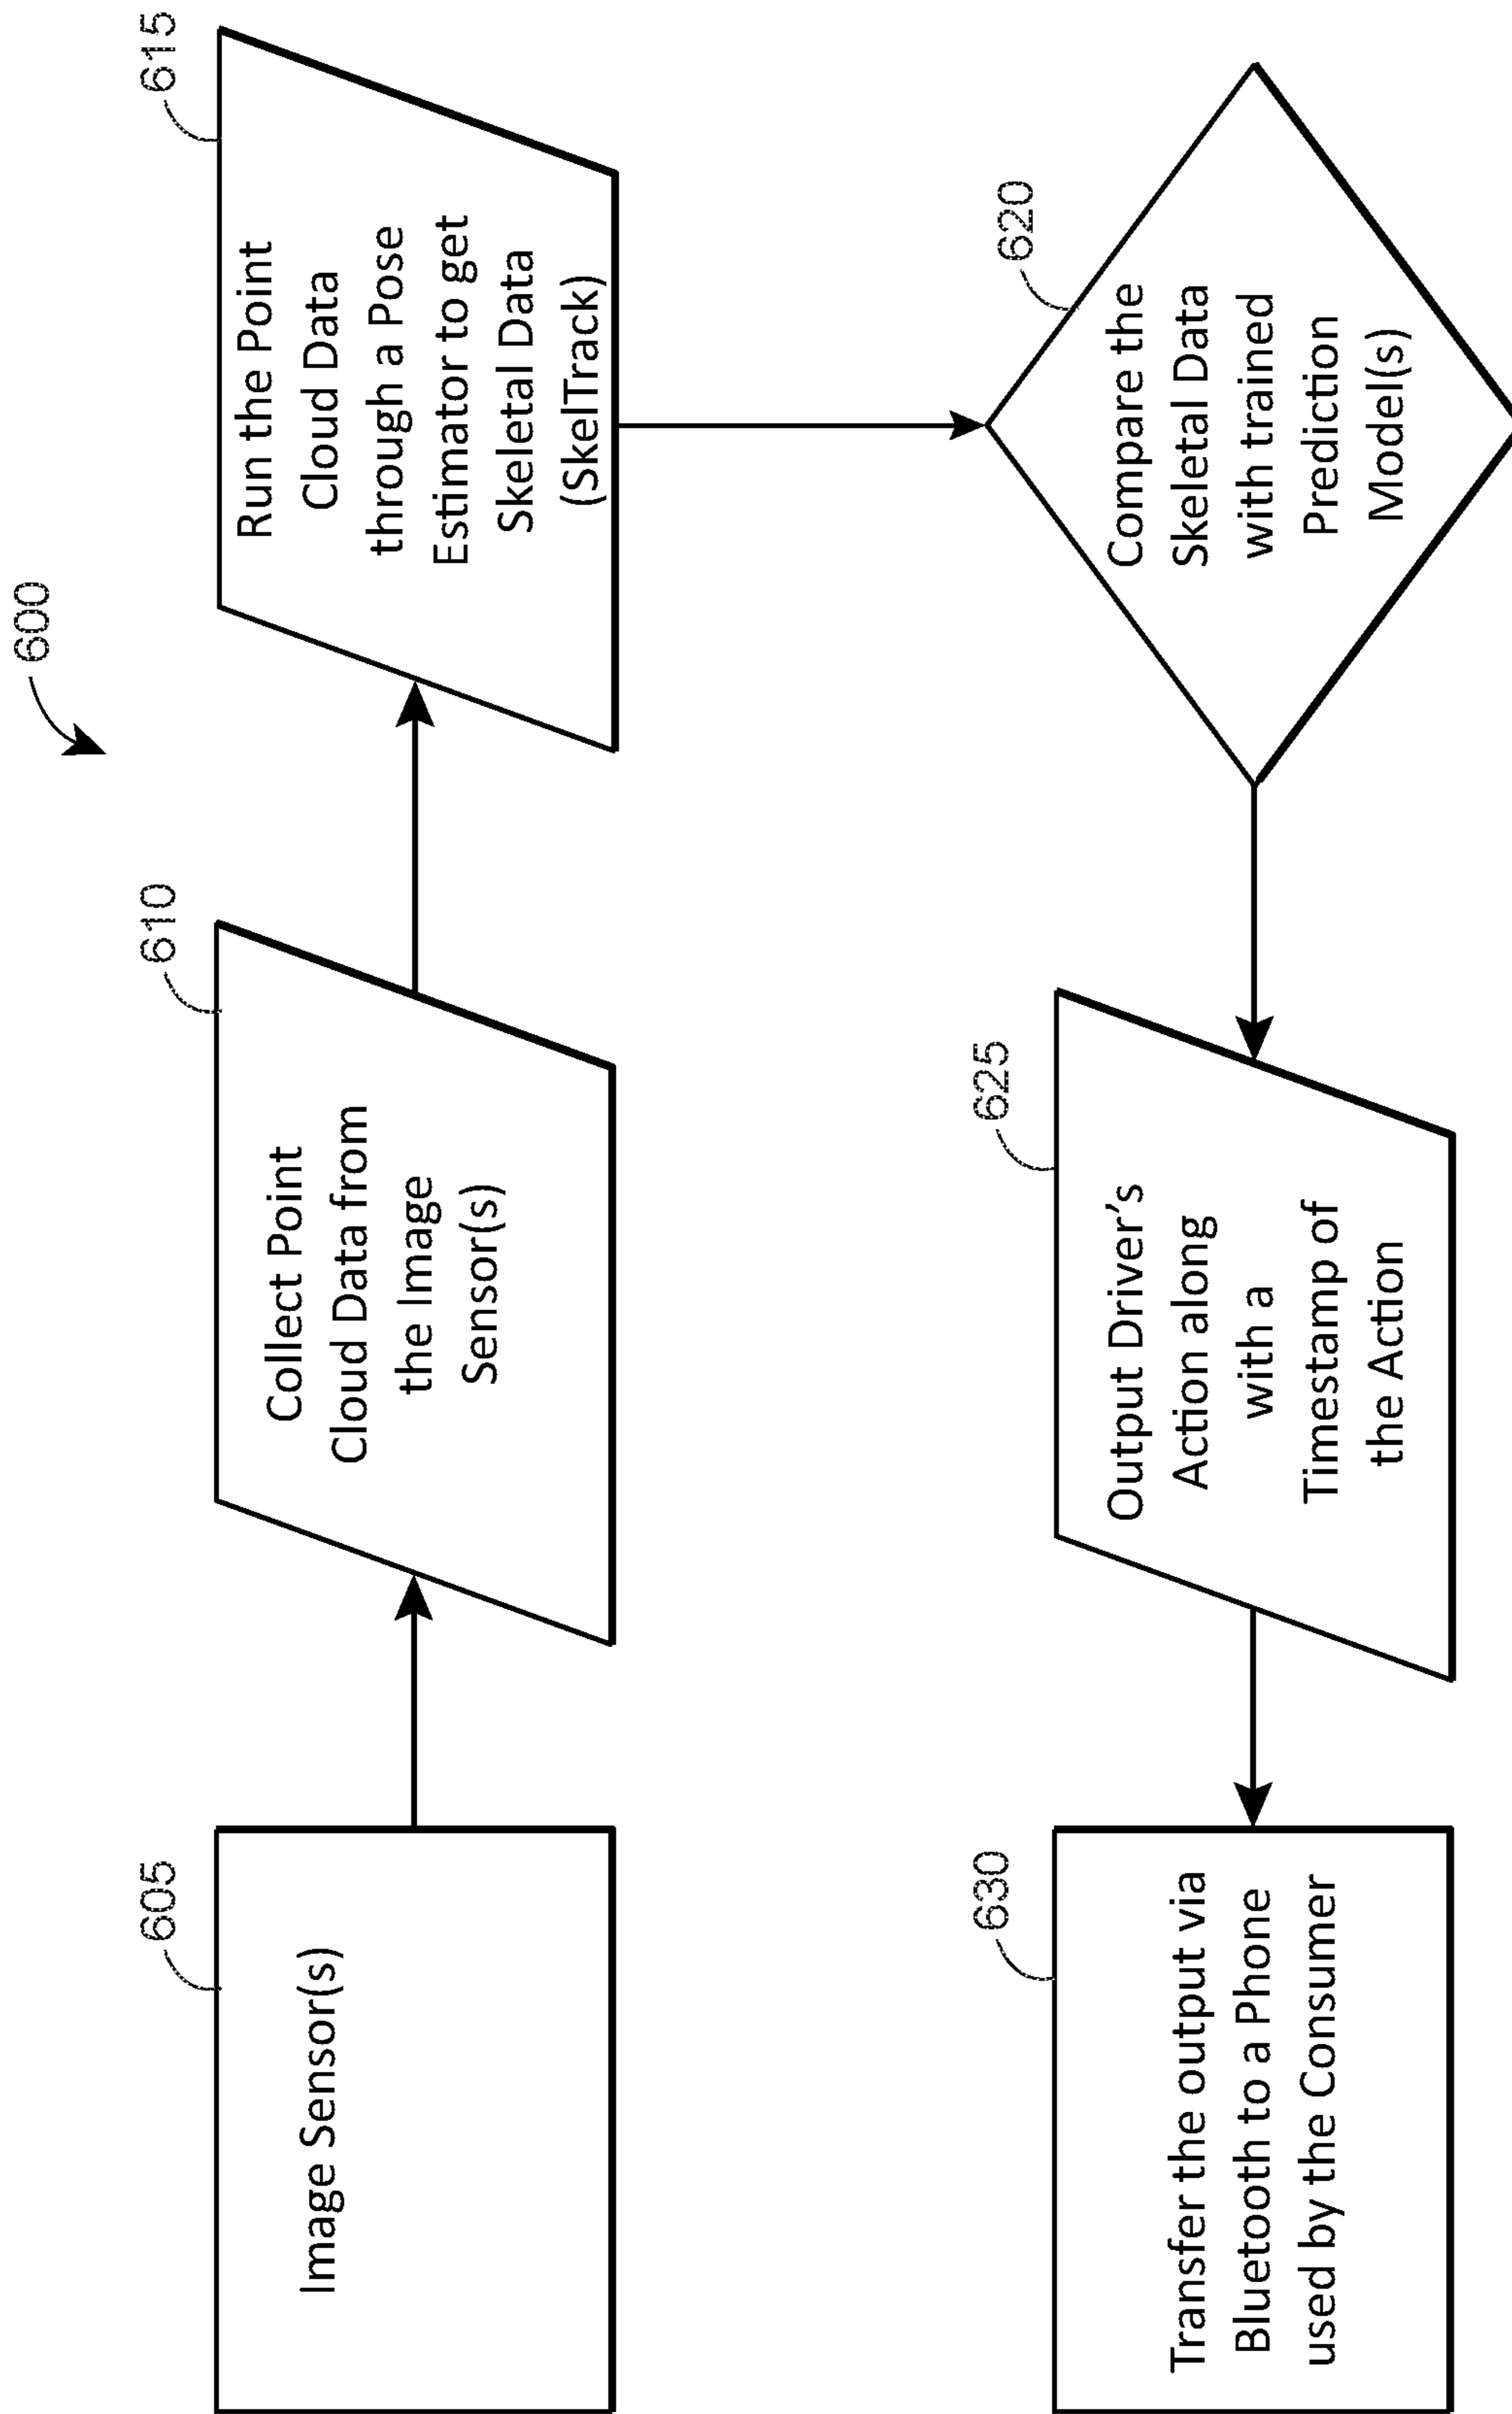 600
605
Image Sensor(s)
610
Collect Point
Cloud Data from
the Image
Sensor(s)
615
Run the Point
Cloud Data
through a Pose
Estimator to get
Skeletal Data
(SkelTrack)
620
Compare the
Skeletal Data
with trained
Prediction
Model(s)
625
Output Driver’s
Action along
with a
Timestamp of
the Action
630
Transfer the output via
Bluetooth to a Phone
used by the Consumer